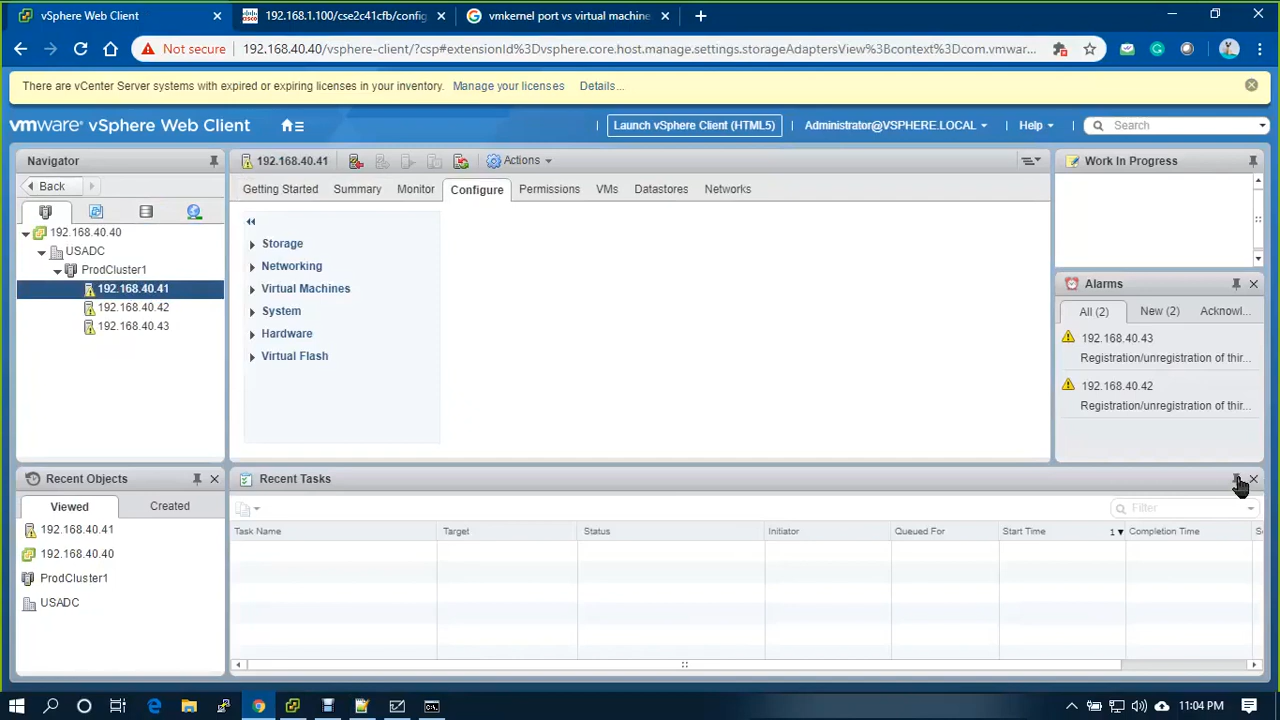 vSphere Web Client
192.168.1.100/cse2c41cfb/config
vmkernel port vs virtual machine
Not secure
192.168.40.40/vsphere-client/?csp#extensionId%3Dvsphere.core.host.manage.settings.storageAdaptersView%3Bcontext%3Dcom.vmware...
There are vCenter Server systems with expired or expiring licenses in your inventory. Manage your licenses Details...
vmware vSphere Web Client
Launch vSphere Client (HTML5)
Administrator@VSPHERE.LOCAL
Help
Search
Navigator
192.168.40.41
Actions
Work In Progress
Back
Getting Started
Summary
Monitor
Configure
Permissions
VMs
Datastores
Networks
192.168.40.40
USADC
ProdCluster1
192.168.40.41
192.168.40.42
192.168.40.43
Storage
Networking
Virtual Machines
System
Hardware
Virtual Flash
Alarms
All (2)
New (2)
Acknowl...
192.168.40.43
Registration/unregistration of thir...
192.168.40.42
Registration/unregistration of thir...
Recent Objects
Viewed
Created
192.168.40.41
192.168.40.40
ProdCluster1
USADC
Recent Tasks
Filter
Task Name
Target
Status
Initiator
Queued For
Start Time
1
Completion Time
11:04 PM